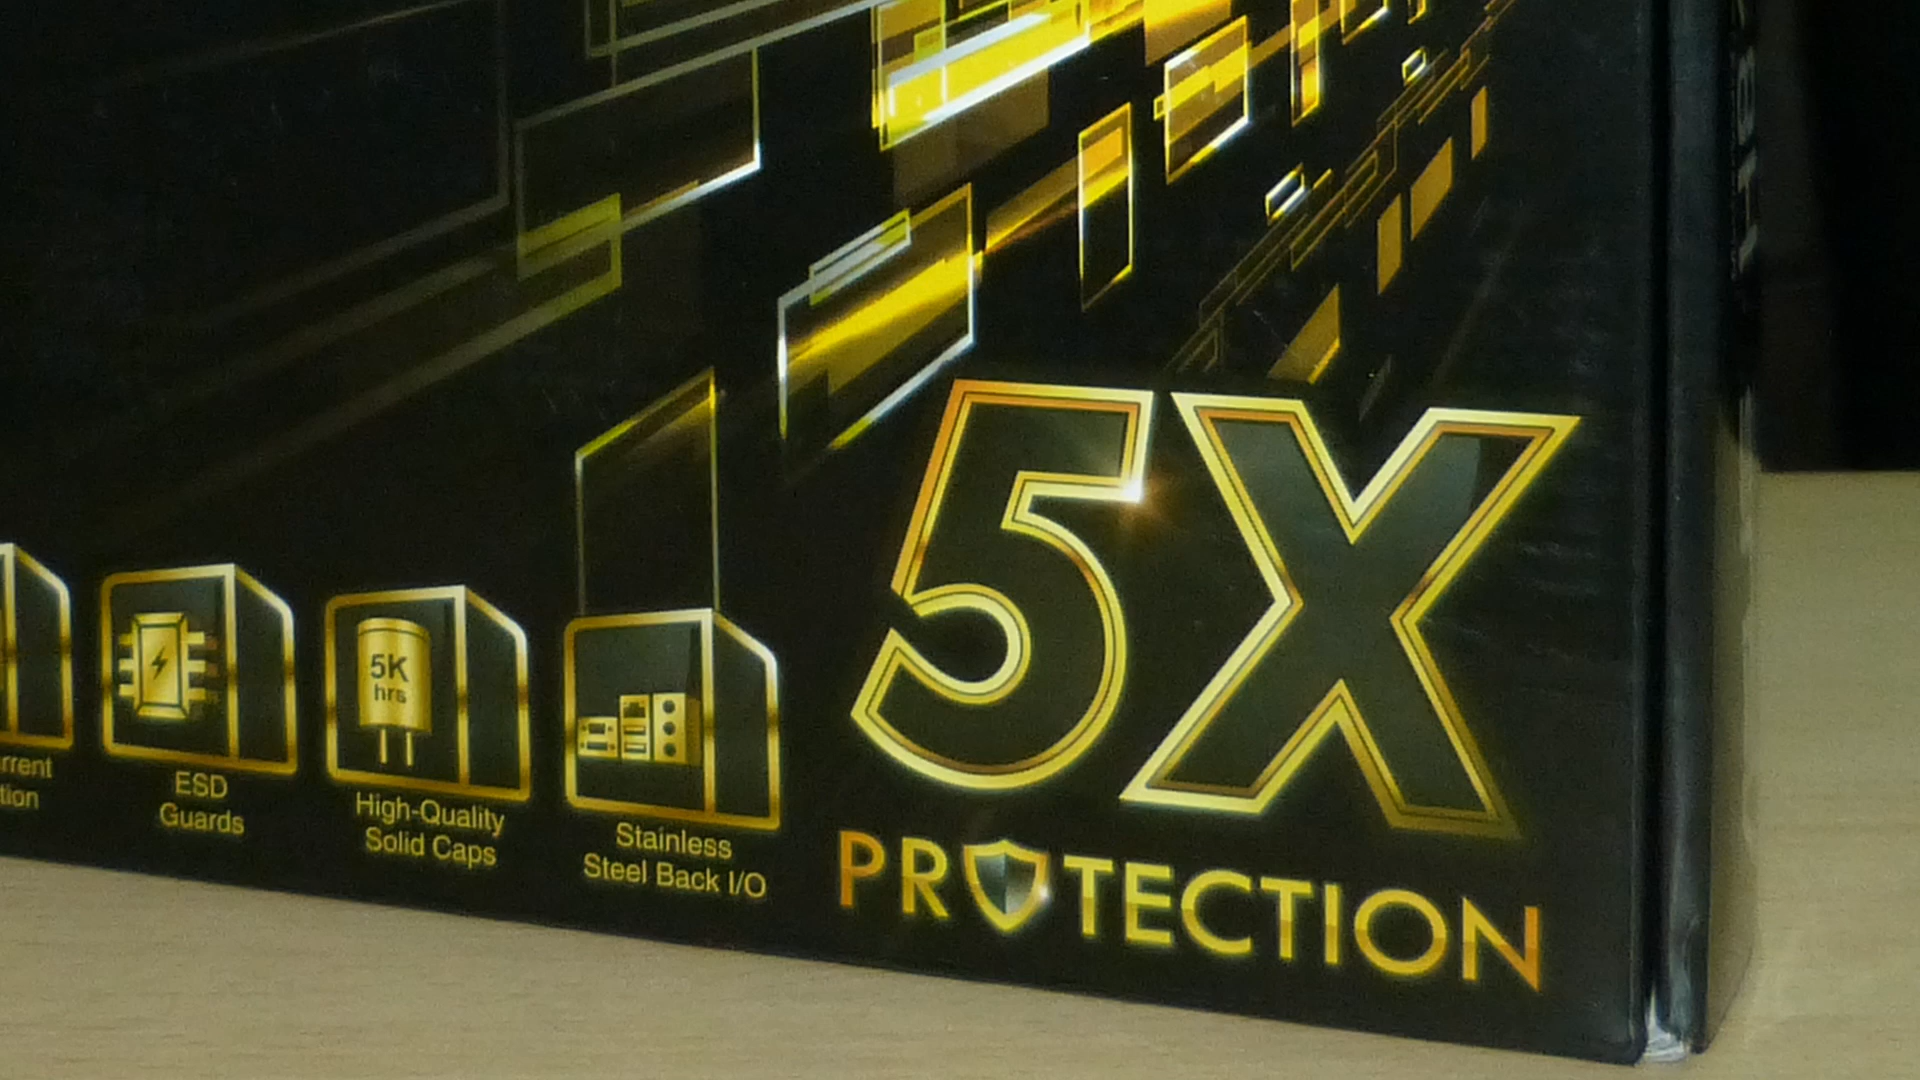 5X
PROTECTION
5K
hrs
rrent
tion
ESD
Guards
High-Quality
Solid Caps
Stainless
Steel Back I/O